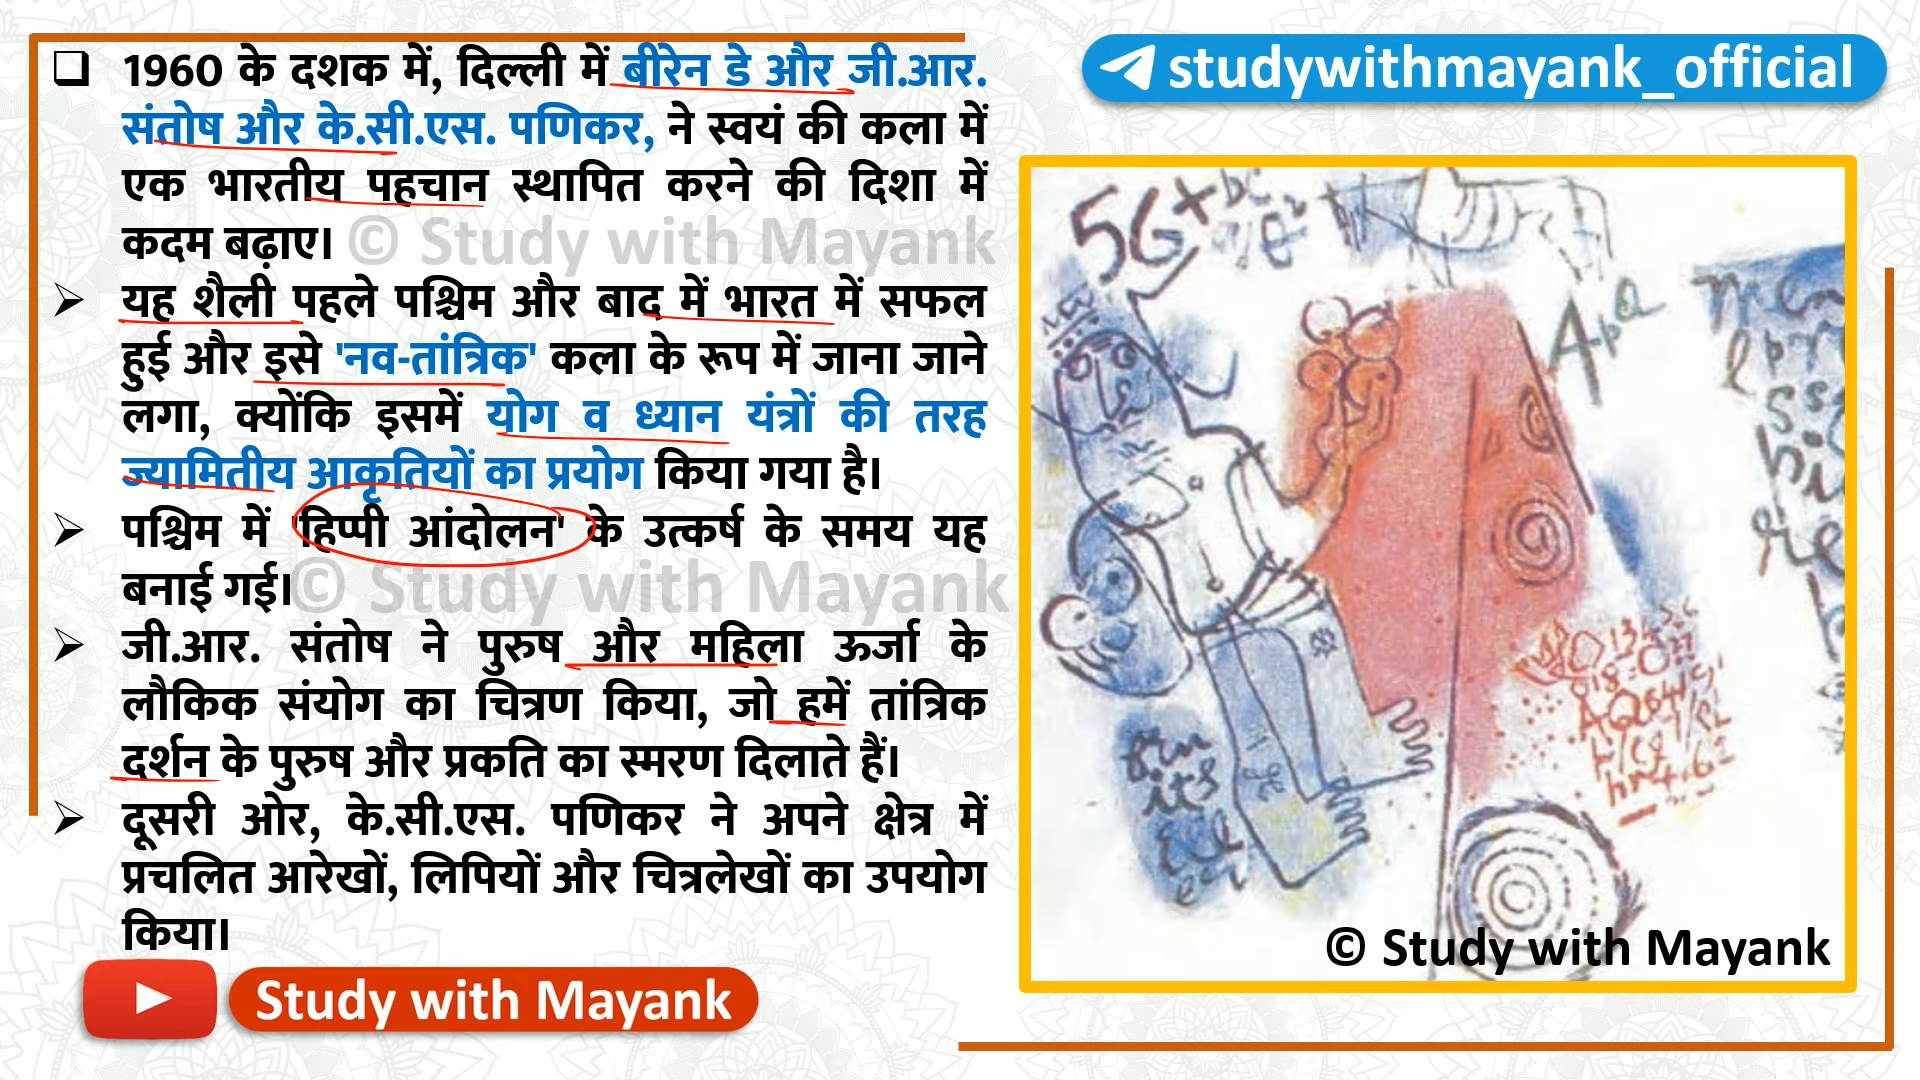 1960 के दशक में, दिल्ली में बीरेन डे और जी.आर.
संतोष और के.सी.एस. पणिकर, ने स्वयं की कला में
एक भारतीय पहचान स्थापित करने की दिशा में
कदम बढ़ाए।
© Study with Mayank
यह शैली पहले पश्चिम और बाद में भारत में सफल
हुई और इसे 'नव-तांत्रिक' कला के रूप में जाना जाने
लगा, क्योंकि इसमें योग व ध्यान यंत्रों की तरह
ज्यामितीय आकृतियों का प्रयोग किया गया है।
पश्चिम में 'हिप्पी आंदोलन' के उत्कर्ष के समय यह
बनाई गई।
© Study with Mayank
जी.आर. संतोष ने पुरुष और महिला ऊर्जा के
लौकिक संयोग का चित्रण किया, जो हमें तांत्रिक
दर्शन के पुरुष और प्रकति का स्मरण दिलाते हैं।
दूसरी ओर, के.सी.एस. पणिकर ने अपने क्षेत्र में
प्रचलित आरेखों, लिपियों और चित्रलेखों का उपयोग
किया।
Study with Mayank
studywithmayank_official
© Study with Mayank